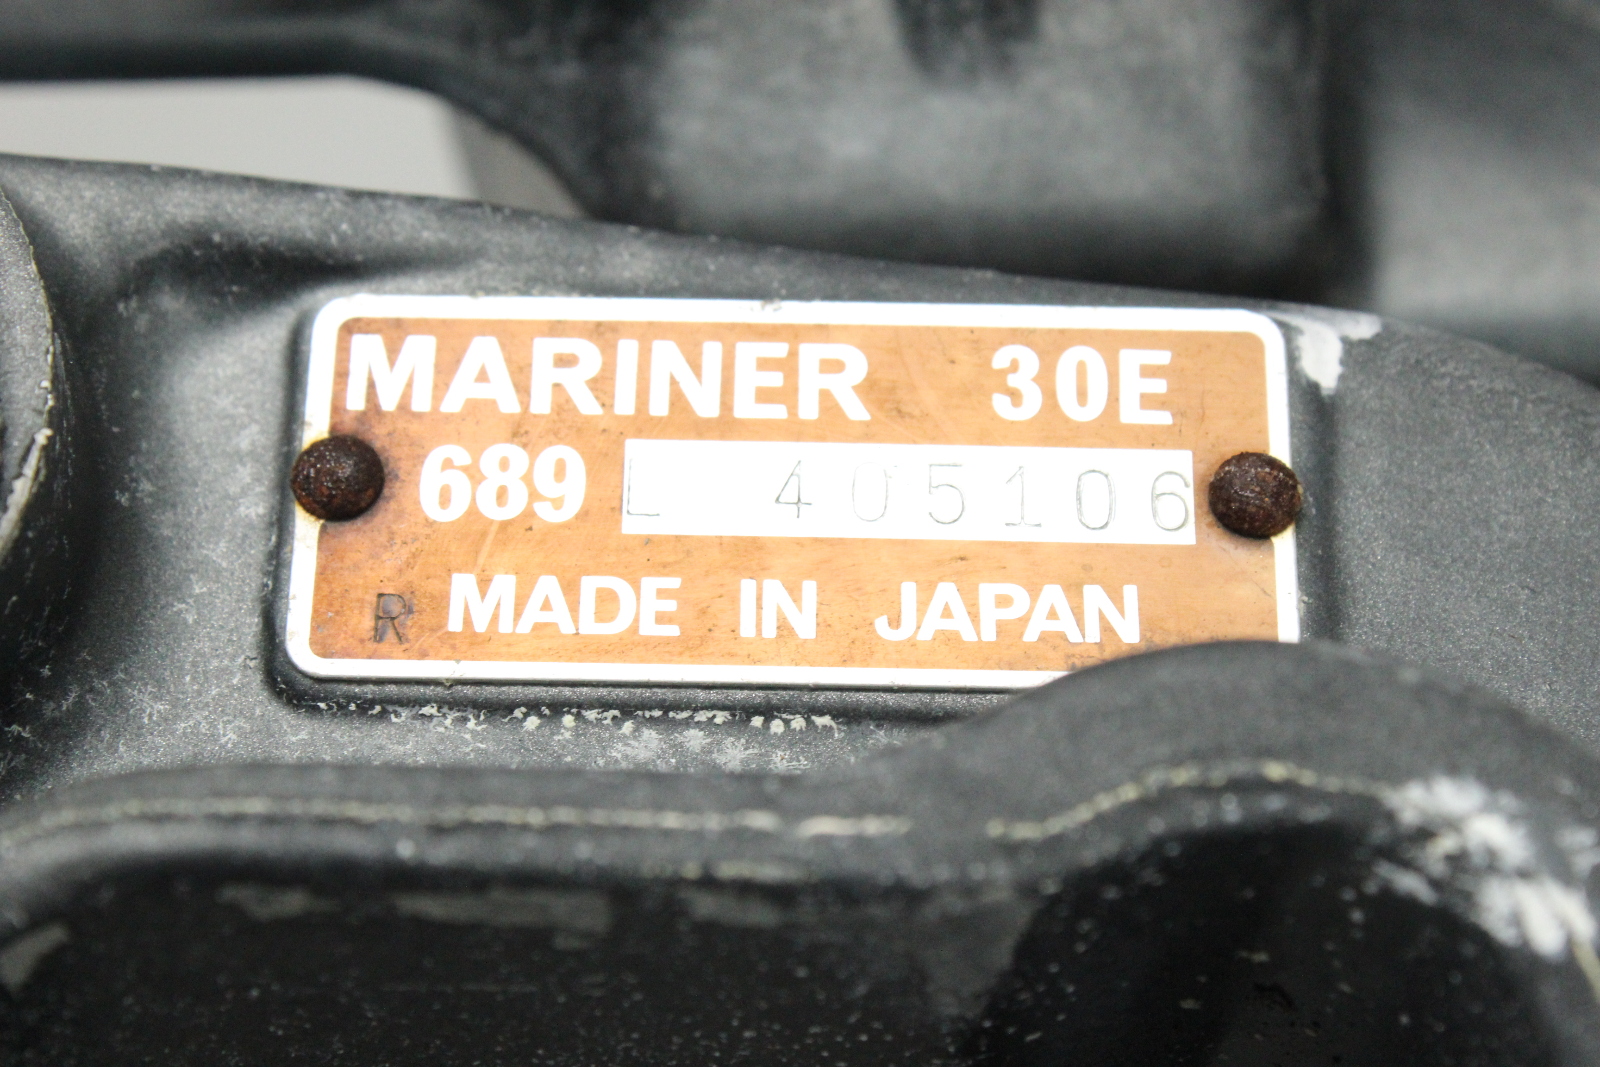 MARINER 30E
689 L 405106
R MADE IN JAPAN